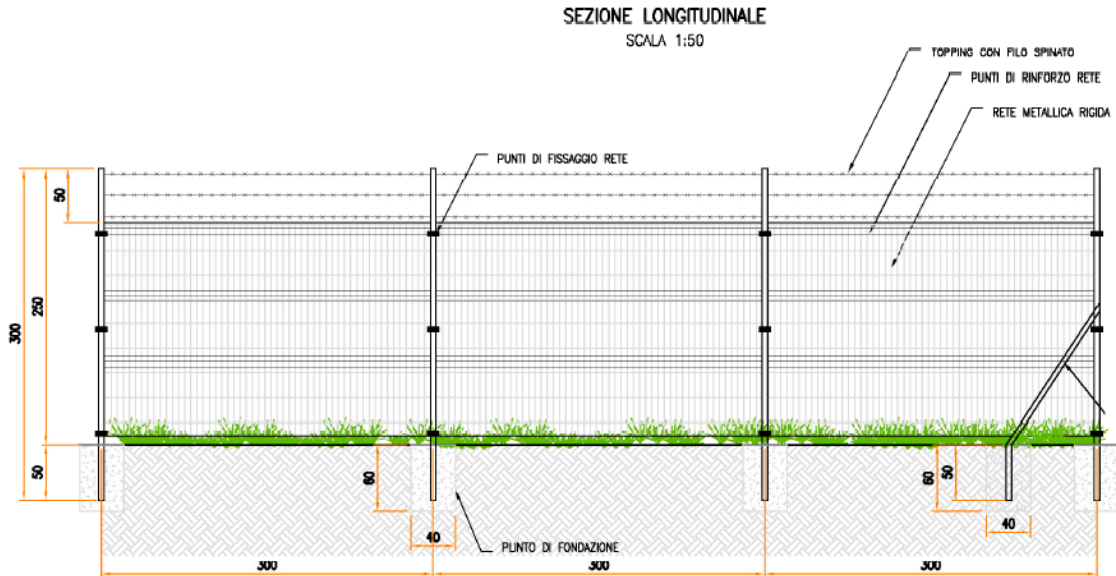 SEZIONE LONGITUDINALE
SCALA 1:50
TOPPING CON FILO SPINATO
PUNTI DI RINFORZO RETE
RETE METALLICA RIGIDA
PUNTI DI FISSAGGIO RETE
50
250
300
50
60
60
50
40
40
PUNTO DI FONDAZIONE
300
300
300